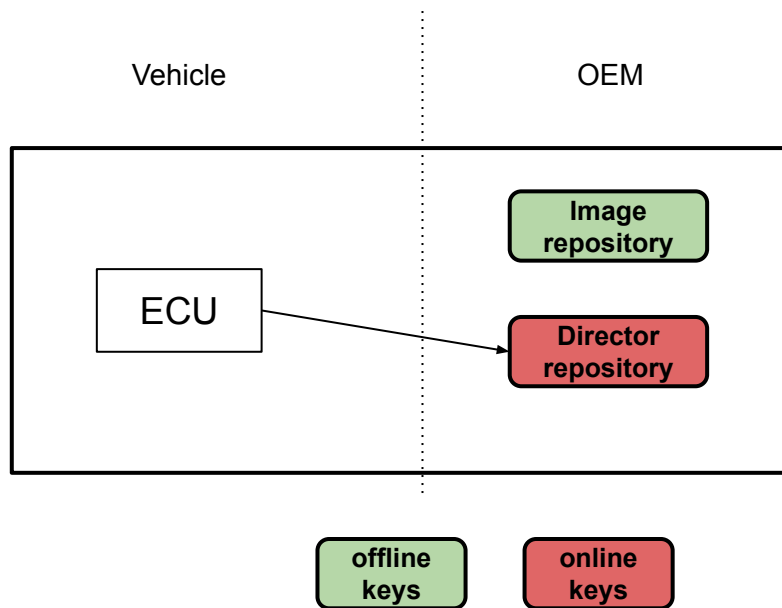 Vehicle
OEM
Image
repository
ECU
Director
repository
offline
keys
online
keys